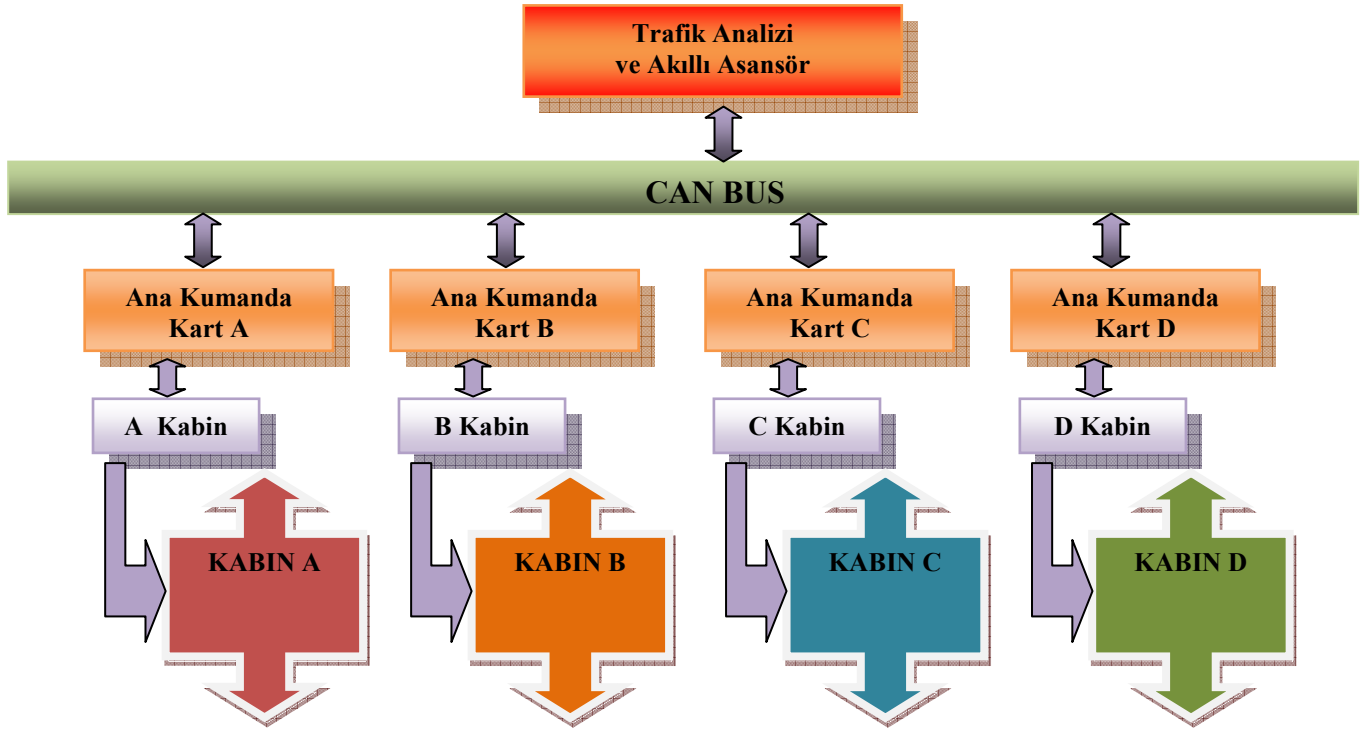 Trafik Analizi
ve Akıllı Asansör
CAN BUS
Ana Kumanda
Kart A
Ana Kumanda
Kart B
Ana Kumanda
Kart C
Ana Kumanda
Kart D
A Kabin
B Kabin
C Kabin
D Kabin
KABIN A
KABIN B
KABIN C
KABIN D